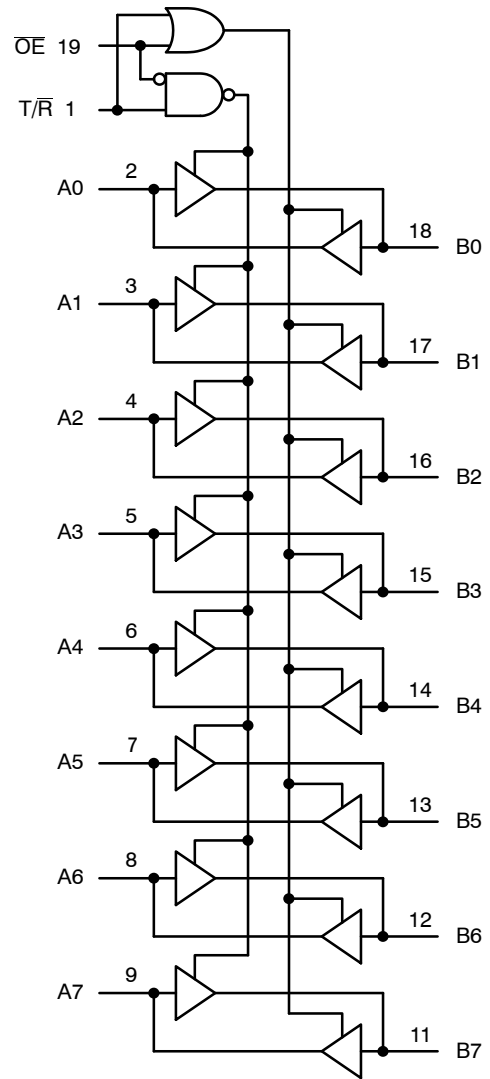 O̅E̅ 19
T/R̅ 1
A0 2
18 B0
A1 3
17 B1
A2 4
16 B2
A3 5
15 B3
A4 6
14 B4
A5 7
13 B5
A6 8
12 B6
A7 9
11 B7